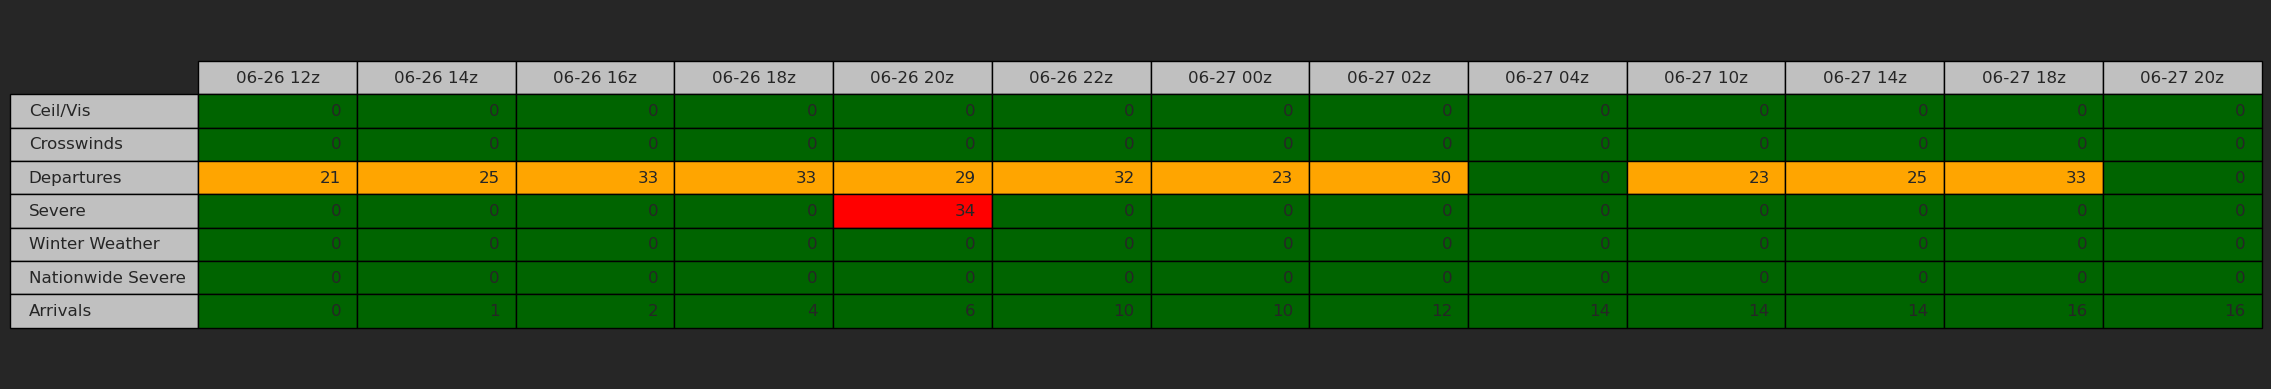 06-26 12z 06-26 14z 06-26 16z 06-26 18z 06-26 20z 06-26 22z 06-27 00z 06-27 02z 06-27 04z 06-27 10z 06-27 14z 06-27 18z 06-27 20z
Ceil/Vis 0 0 0 0 0 0 0 0 0 0 0 0 0
Crosswinds 0 0 0 0 0 0 0 0 0 0 0 0 0
Departures 21 25 33 33 29 32 23 30 0 23 25 33 0
Severe 0 0 0 0 34 0 0 0 0 0 0 0 0
Winter Weather 0 0 0 0 0 0 0 0 0 0 0 0 0
Nationwide Severe 0 0 0 0 0 0 0 0 0 0 0 0 0
Arrivals 0 1 2 4 6 10 10 12 14 14 14 16 16